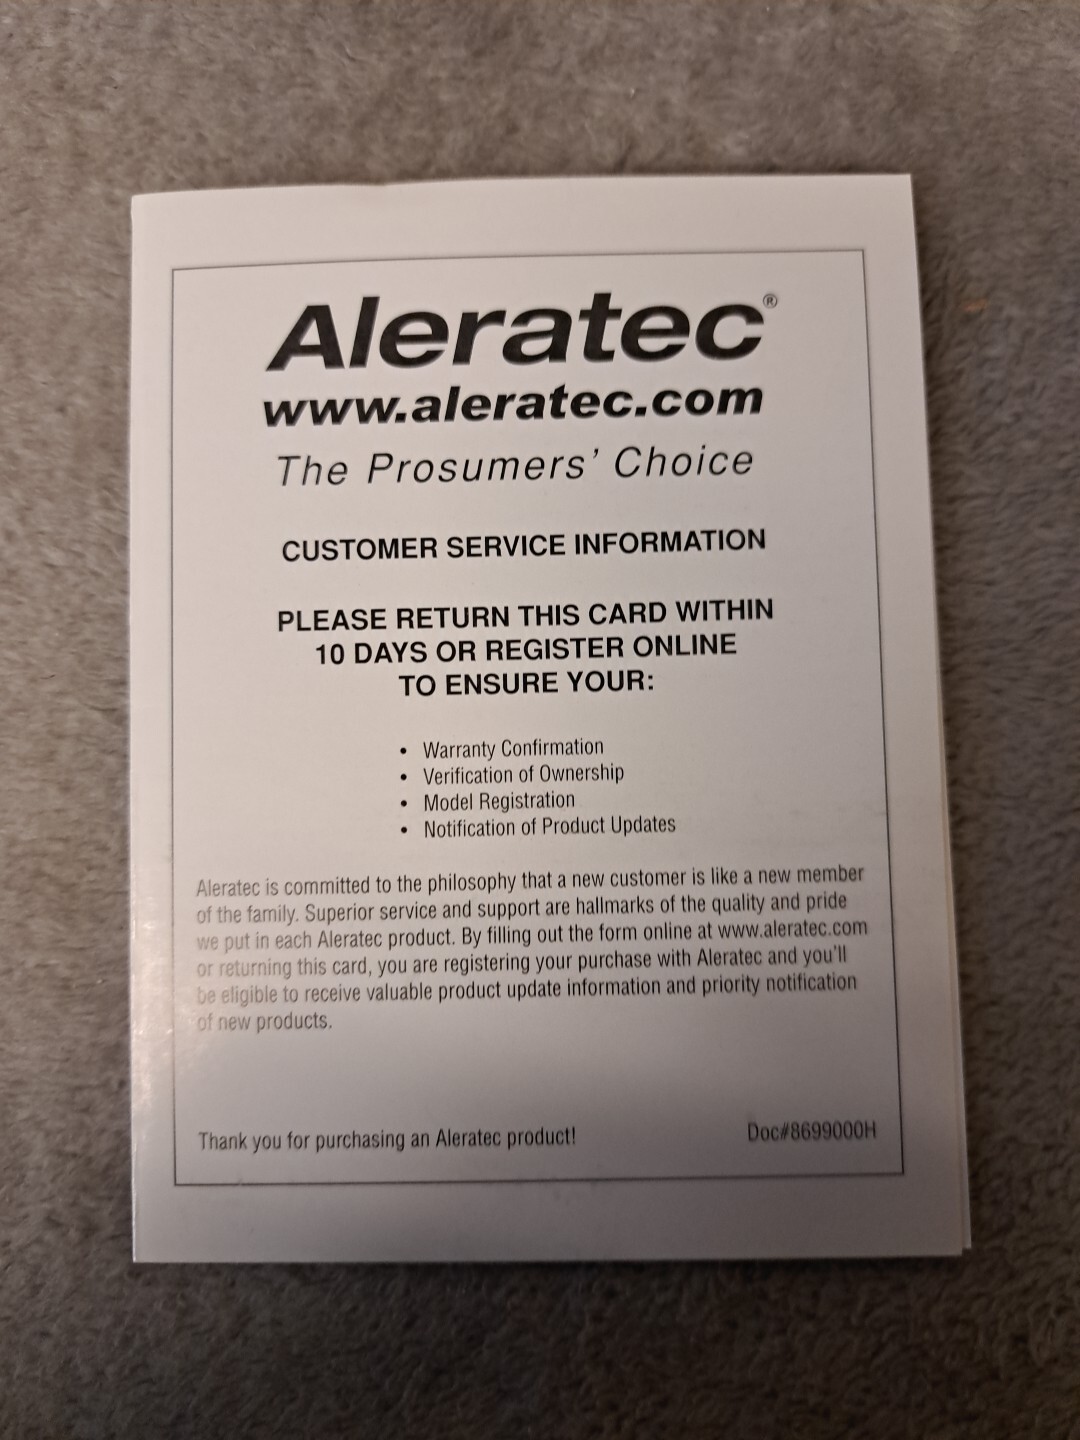 Aleratec®
www.aleratec.com
The Prosumers' Choice
CUSTOMER SERVICE INFORMATION
PLEASE RETURN THIS CARD WITHIN
10 DAYS OR REGISTER ONLINE
TO ENSURE YOUR:
• Warranty Confirmation
• Verification of Ownership
• Model Registration
• Notification of Product Updates
Aleratec is committed to the philosophy that a new customer is like a new member
of the family. Superior service and support are hallmarks of the quality and pride
we put in each Aleratec product. By filling out the form online at www.aleratec.com
or returning this card, you are registering your purchase with Aleratec and you'll
be eligible to receive valuable product update information and priority notification
of new products.
Thank you for purchasing an Aleratec product!
Doc#8699000H